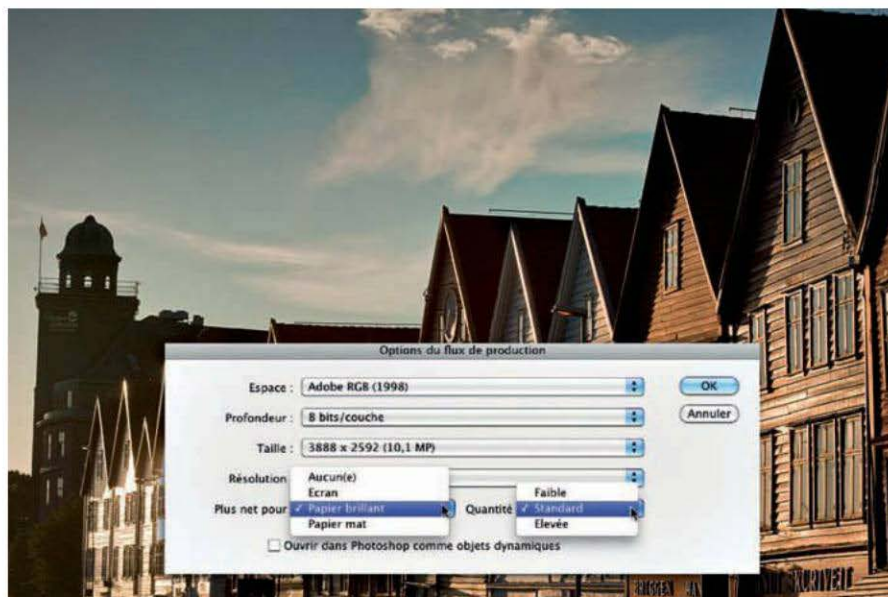 Options du flux de production
Espace : Adobe RGB (1998)
OK
Profondeur : 8 bits/couche
Annuler
Taille : 3888 x 2592 (10,1 MP)
Résolution
Aucun(e)
Ecran
Faible
Plus net pour ✓ Papier brillant Quantité ✓ Standard
Papier mat
Elevée
Ouvrir dans Photoshop comme objets dynamiques